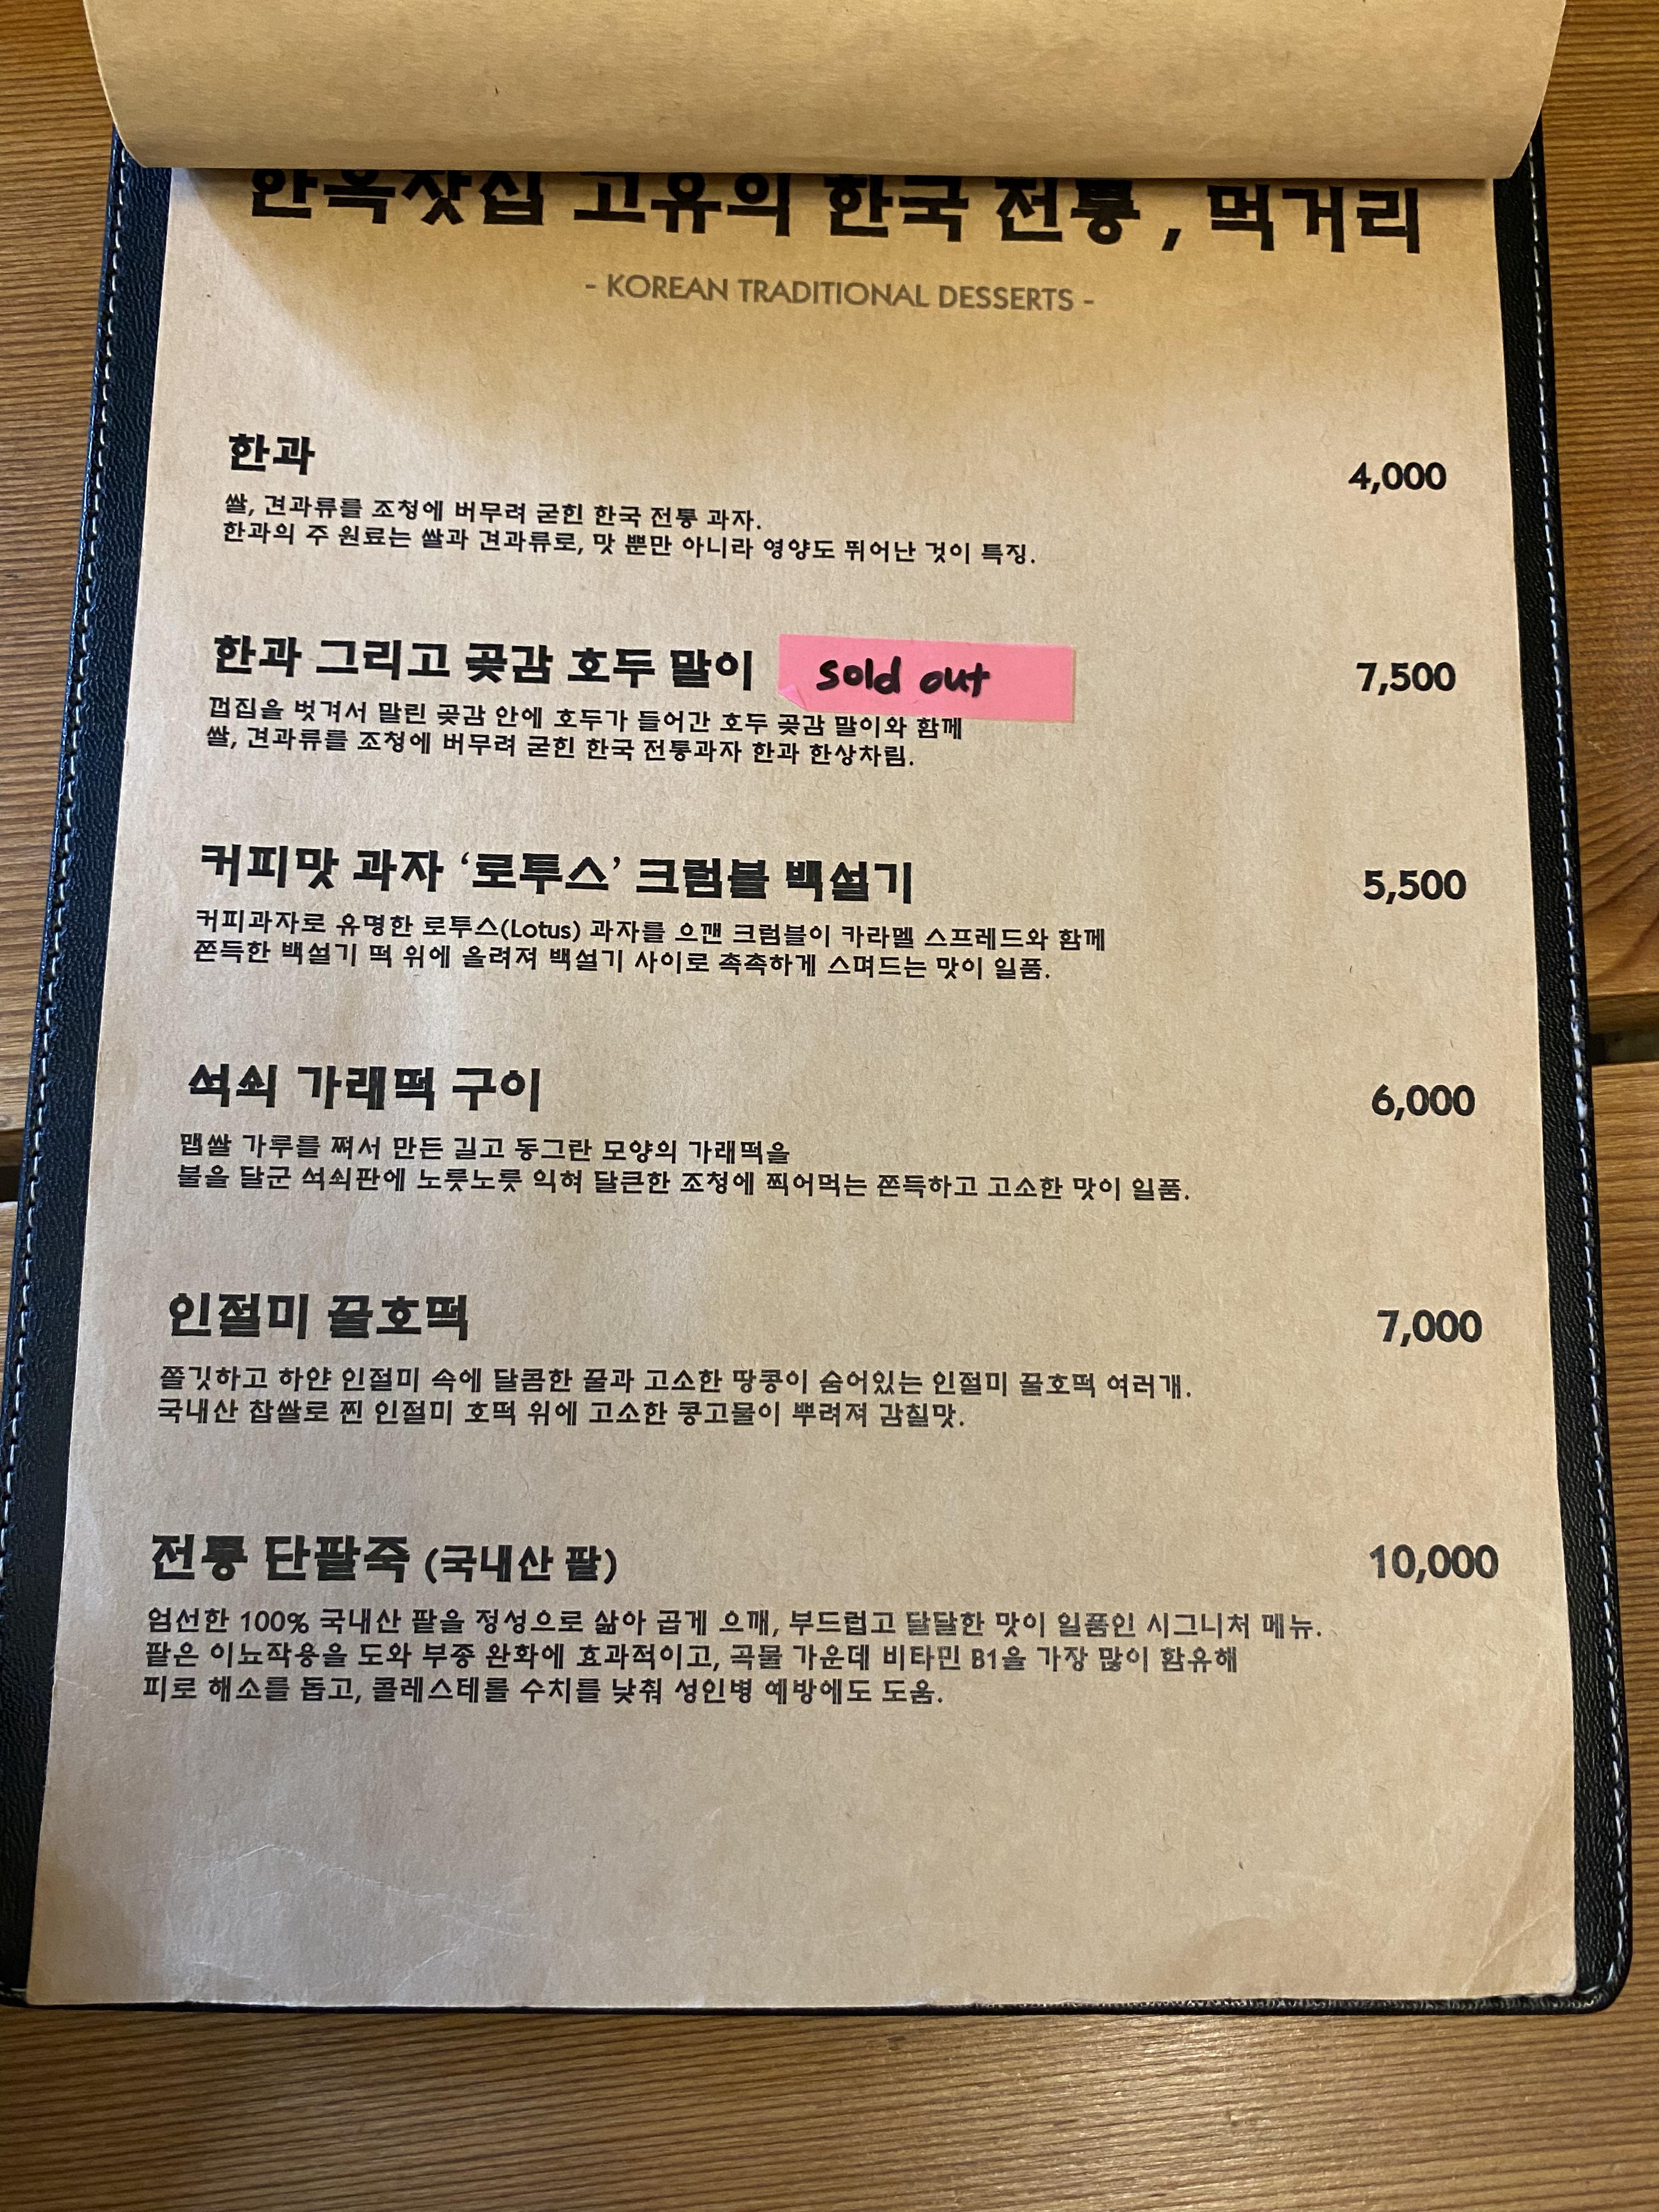 한옥찻집 고유의 한국 전통, 먹거리
- KOREAN TRADITIONAL DESSERTS -
한과
4,000
쌀, 견과류를 조청에 버무려 굳힌 한국 전통 과자.
한과의 주 원료는 쌀과 견과류로, 맛 뿐만 아니라 영양도 뛰어난 것이 특징.
한과 그리고 곶감 호두 말이
sold out
7,500
껍집을 벗겨서 말린 곶감 안에 호두가 들어간 호두 곶감 말이와 함께
쌀, 견과류를 조청에 버무려 굳힌 한국 전통과자 한과 한상차림.
커피맛 과자 ‘로투스’ 크럼블 백설기
5,500
커피과자로 유명한 로투스(Lotus) 과자를 으깬 크럼블이 카라멜 스프레드와 함께
쫀득한 백설기 떡 위에 올려져 백설기 사이로 촉촉하게 스며드는 맛이 일품.
석쇠 가래떡 구이
6,000
맵쌀 가루를 쪄서 만든 길고 동그란 모양의 가래떡을
불을 달군 석쇠판에 노릇노릇 익혀 달큰한 조청에 찍어먹는 쫀득하고 고소한 맛이 일품.
인절미 꿀호떡
7,000
쫄깃하고 하얀 인절미 속에 달콤한 꿀과 고소한 땅콩이 숨어있는 인절미 꿀호떡 여러개.
국내산 찹쌀로 찐 인절미 호떡 위에 고소한 콩고물이 뿌려져 감칠맛.
전통 단팥죽 (국내산 팥)
10,000
엄선한 100% 국내산 팥을 정성으로 삶아 곱게 으깨, 부드럽고 달달한 맛이 일품인 시그니처 메뉴.
팥은 이뇨작용을 도와 부종 완화에 효과적이고, 곡물 가운데 비타민 B1을 가장 많이 함유해
피로 해소를 돕고, 콜레스테롤 수치를 낮춰 성인병 예방에도 도움.